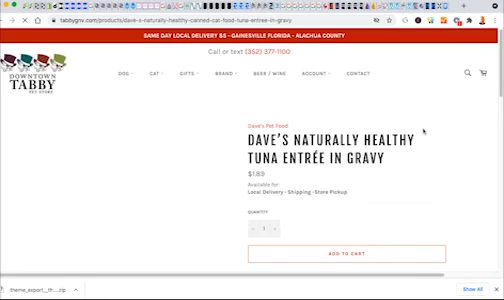 tabbygnv.com/products/dave-s-naturally-healthy-canned-cat-food-tuna-entree-in-gravy
SAME DAY LOCAL DELIVERY $5 - GAINESVILLE FLORIDA - ALACHUA COUNTY
Call or text (352) 377-1100
DOWNTOWN
TABBY
PET STORE
DOG
CAT
GIFTS
BRAND
BEER / WINE
ACCOUNT
CONTACT
Dave's Pet Food
DAVE'S NATURALLY HEALTHY
TUNA ENTRÉE IN GRAVY
$1.89
Available for:
Local Delivery - Shipping -Store Pickup
QUANTITY
- 1 +
ADD TO CART
theme_export__th....zip
Show All